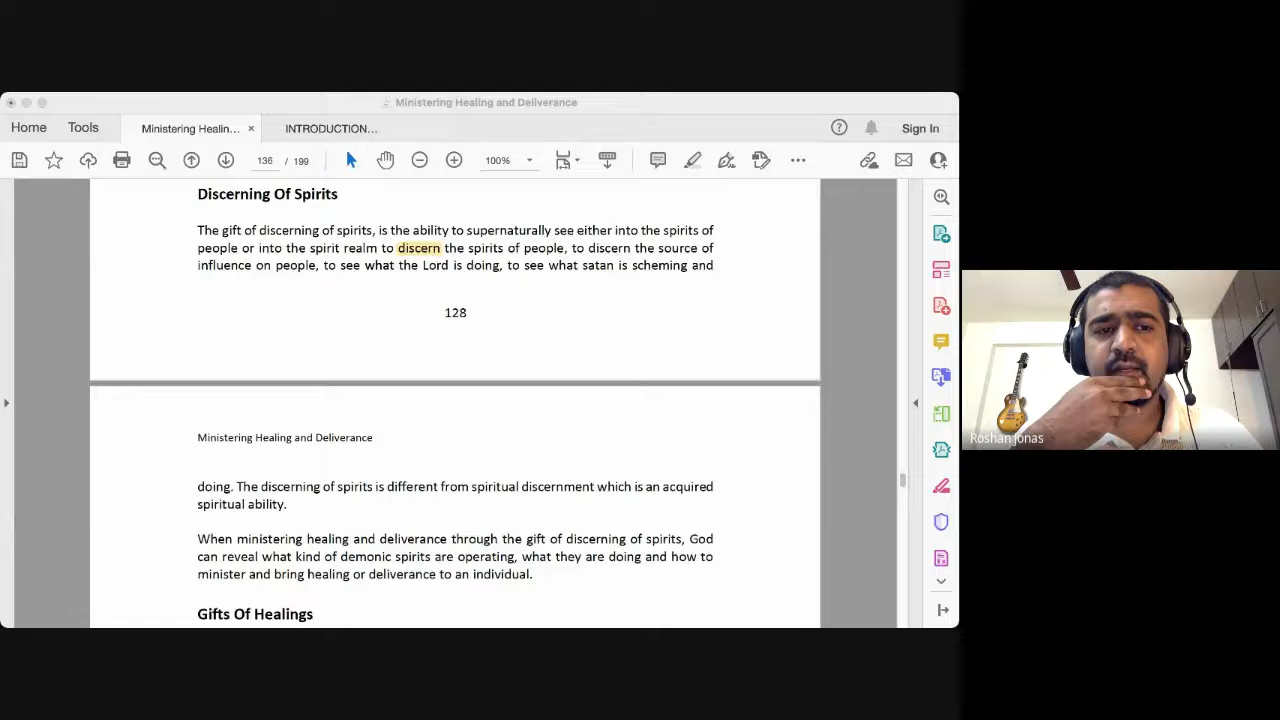 Ministering Healing and Deliverance
Home
Tools
Ministering Healin... ×
INTRODUCTION...
Sign In
136 / 199
100%
Discerning Of Spirits
The gift of discerning of spirits, is the ability to supernaturally see either into the spirits of
people or into the spirit realm to discern the spirits of people, to discern the source of
influence on people, to see what the Lord is doing, to see what satan is scheming and
128
Ministering Healing and Deliverance
doing. The discerning of spirits is different from spiritual discernment which is an acquired
spiritual ability.
When ministering healing and deliverance through the gift of discerning of spirits, God
can reveal what kind of demonic spirits are operating, what they are doing and how to
minister and bring healing or deliverance to an individual.
Gifts Of Healings
Roshan Jonas